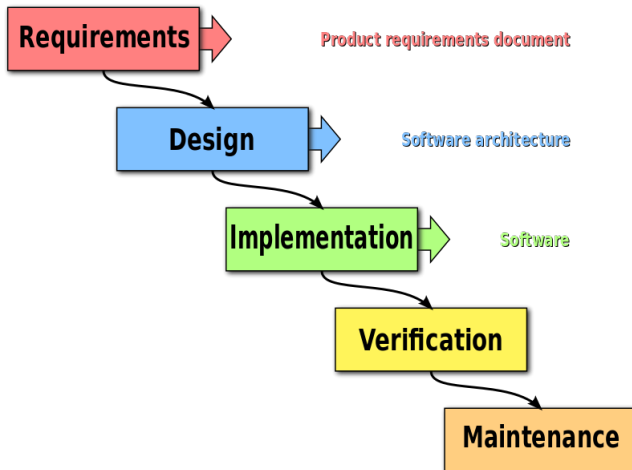 Requirements
Product requirements document
Design
Software architecture
Implementation
Software
Verification
Maintenance